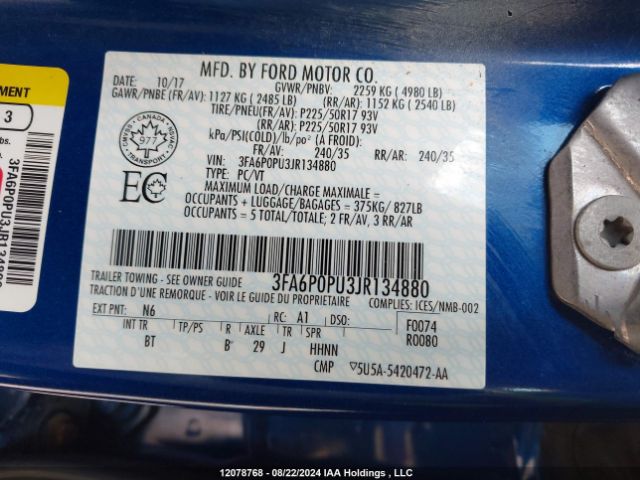 MFD. BY FORD MOTOR CO.
DATE: 10/17 GVWR/PNBV: 2259 KG ( 4980 LB)
GAWR/PNBE (FR/AV): 1127 KG ( 2485 LB) (RR/AR): 1152 KG ( 2540 LB)
TIRE/PNEU(FR/AV): P225/50R17 93V
(RR/AR): P225/50R17 93V
kPa/PSI(COLD)/lb/po² (À FROID):
FR/AV: 240/35 RR/AR: 240/35
VIN: 3FA6P0PU3JR134880
TYPE: PC/VT
MAXIMUM LOAD/CHARGE MAXIMALE =
OCCUPANTS + LUGGAGE/BAGAGES = 375KG/ 827LB
OCCUPANTS = 5 TOTAL/TOTALE; 2 FR/AV, 3 RR/AR
CANADA
977
TRANSPORT
EC
3FA6P0PU3JR134880
TRAILER TOWING - SEE OWNER GUIDE
TRACTION D'UNE REMORQUE - VOIR LE GUIDE DU PROPRIÉTAIRE
COMPLIES: ICES/NMB-002
EXT PNT: N6 RC: A1 DSO: F0074
R0080
INT TR TP/PS R AXLE TR SPR
BT B 29 J HHNN
CMP 5U5A-5420472-AA
3
3FA6P0PU3JR134880
12078768 - 08/22/2024 IAA Holdings , LLC